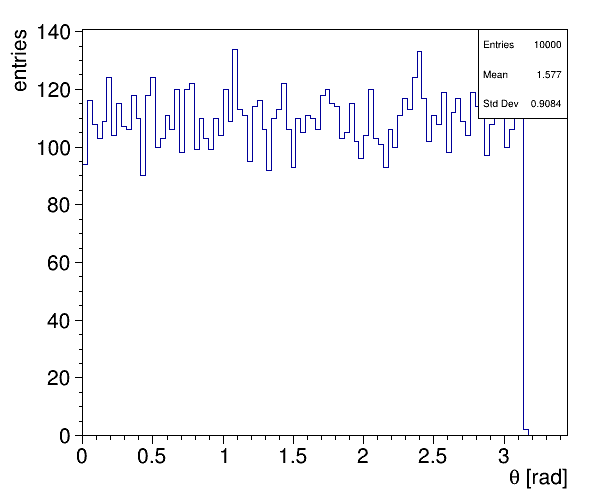 entries
140
120
100
80
60
40
20
0
Entries 10000
Mean 1.577
Std Dev 0.9084
0 0.5 1 1.5 2 2.5 3
θ [rad]